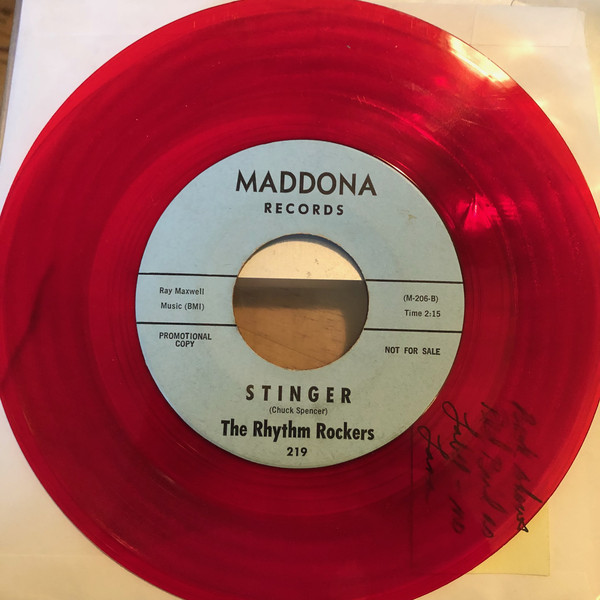 MADDONA
RECORDS
Ray Maxwell
Music (BMI)
(M-206-B)
Time 2:15
PROMOTIONAL
COPY
NOT FOR SALE
STINGER
(Chuck Spencer)
The Rhythm Rockers
219